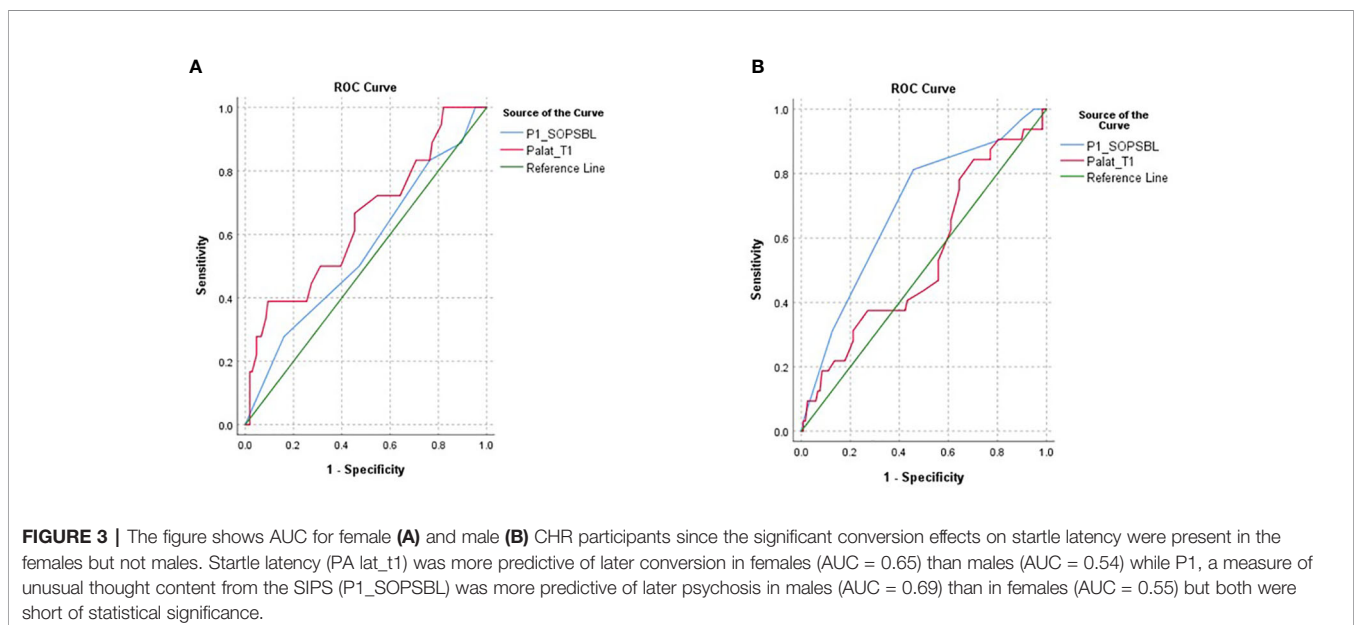 A
ROC Curve
1.0
0.8
0.6
0.4
0.2
0.0
Sensitivity
0.0 0.2 0.4 0.6 0.8 1.0
1 - Specificity
Source of the Curve
P1_SOPSBL
Palat_T1
Reference Line
B
ROC Curve
1.0
0.8
0.6
0.4
0.2
0.0
Sensitivity
0.0 0.2 0.4 0.6 0.8 1.0
1 - Specificity
Source of the
Curve
P1_SOPSBL
Palat_T1
Reference Line
FIGURE 3 | The figure shows AUC for female (A) and male (B) CHR participants since the significant conversion effects on startle latency were present in the
females but not males. Startle latency (PA lat_t1) was more predictive of later conversion in females (AUC = 0.65) than males (AUC = 0.54) while P1, a measure of
unusual thought content from the SIPS (P1_SOPSBL) was more predictive of later psychosis in males (AUC = 0.69) than in females (AUC = 0.55) but both were
short of statistical significance.